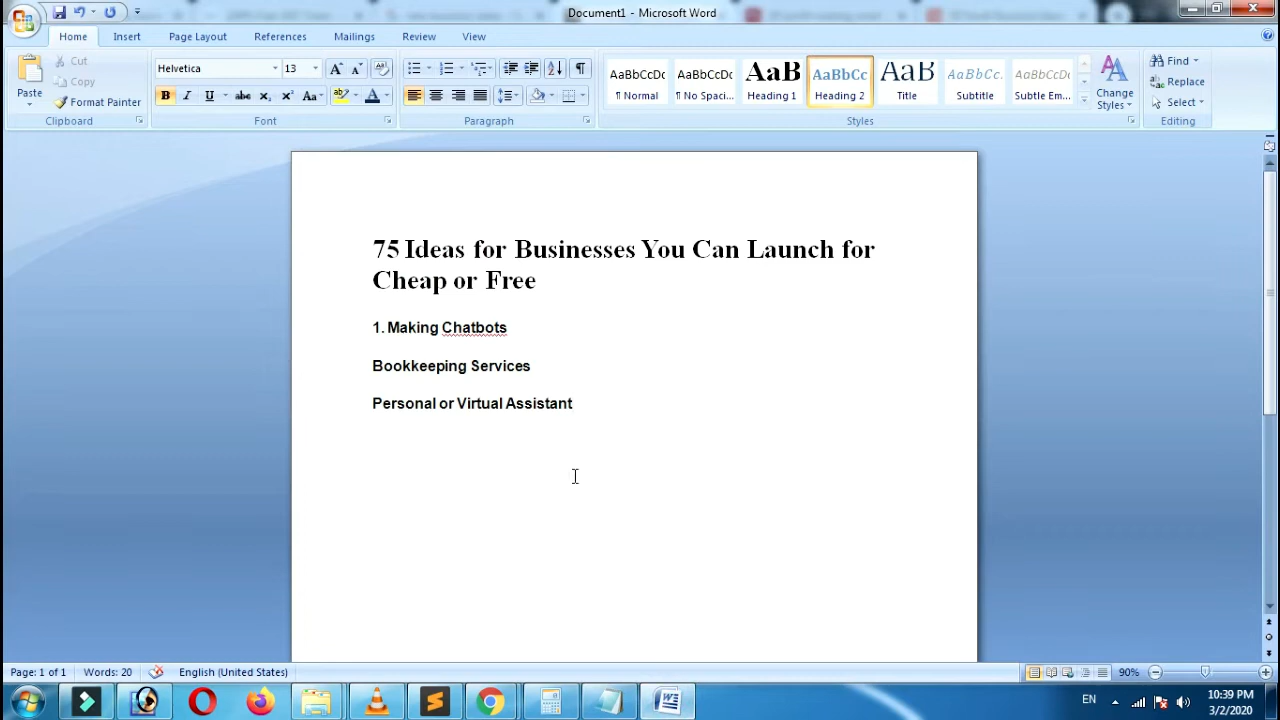 Document1 - Microsoft Word
Home Insert Page Layout References Mailings Review View
Paste
Cut
Copy
Format Painter
Clipboard
Helvetica 13
B I U abc X₂ X² Aa
Font
Paragraph
AaBbCcDc AaBbCcDc AaB AaBbCc AaB AaBbCc. AaBbCcDc
¶ Normal ¶ No Spaci... Heading 1 Heading 2 Title Subtitle Subtle Em...
Styles
Change Styles
Find
Replace
Select
Editing
75 Ideas for Businesses You Can Launch for
Cheap or Free
1. Making Chatbots
Bookkeeping Services
Personal or Virtual Assistant
Page: 1 of 1 Words: 20 English (United States) 90%
EN 10:39 PM
3/2/2020